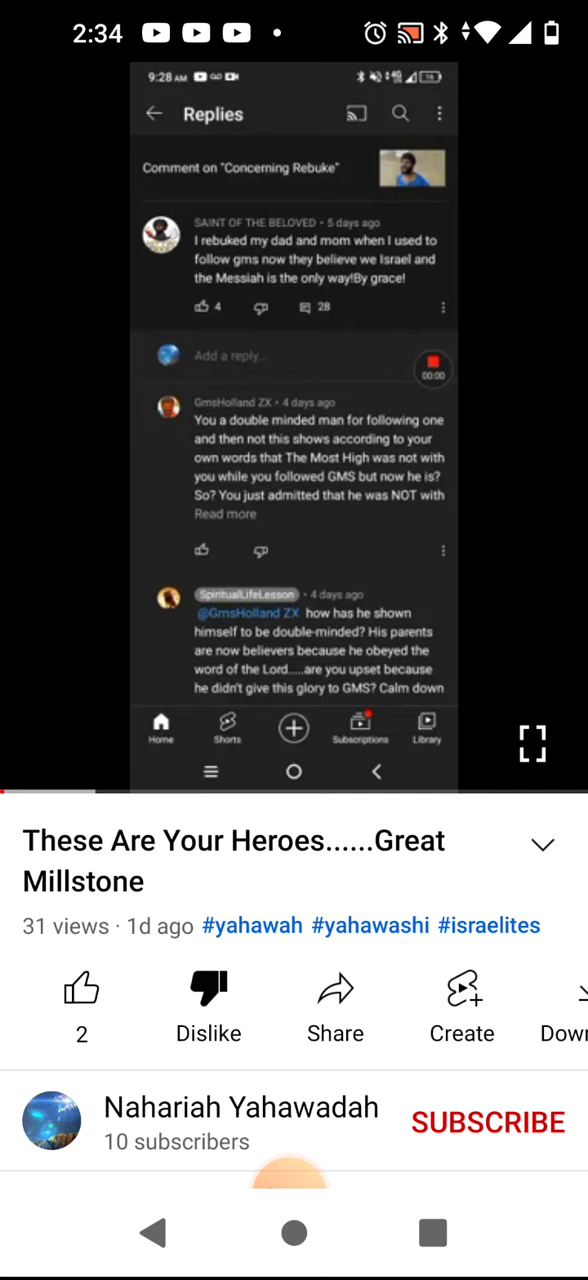 2:34
9:28 AM
Replies
Comment on "Concerning Rebuke"
SAINT OF THE BELOVED • 5 days ago
I rebuked my dad and mom when I used to
follow gms now they believe we Israel and
the Messiah is the only way!By grace!
4
28
Add a reply...
00:00
GmsHolland ZX • 4 days ago
You a double minded man for following one
and then not this shows according to your
own words that The Most High was not with
you while you followed GMS but now he is?
So? You just admitted that he was NOT with
Read more
SpiritualLifeLesson • 4 days ago
@GmsHolland ZX how has he shown
himself to be double-minded? His parents
are now believers because he obeyed the
word of the Lord.....are you upset because
he didn't give this glory to GMS? Calm down
Home
Shorts
Subscriptions
Library
These Are Your Heroes......Great
Millstone
31 views · 1d ago #yahawah #yahawashi #israelites
2
Dislike
Share
Create
Down
Nahariah Yahawadah
SUBSCRIBE
10 subscribers